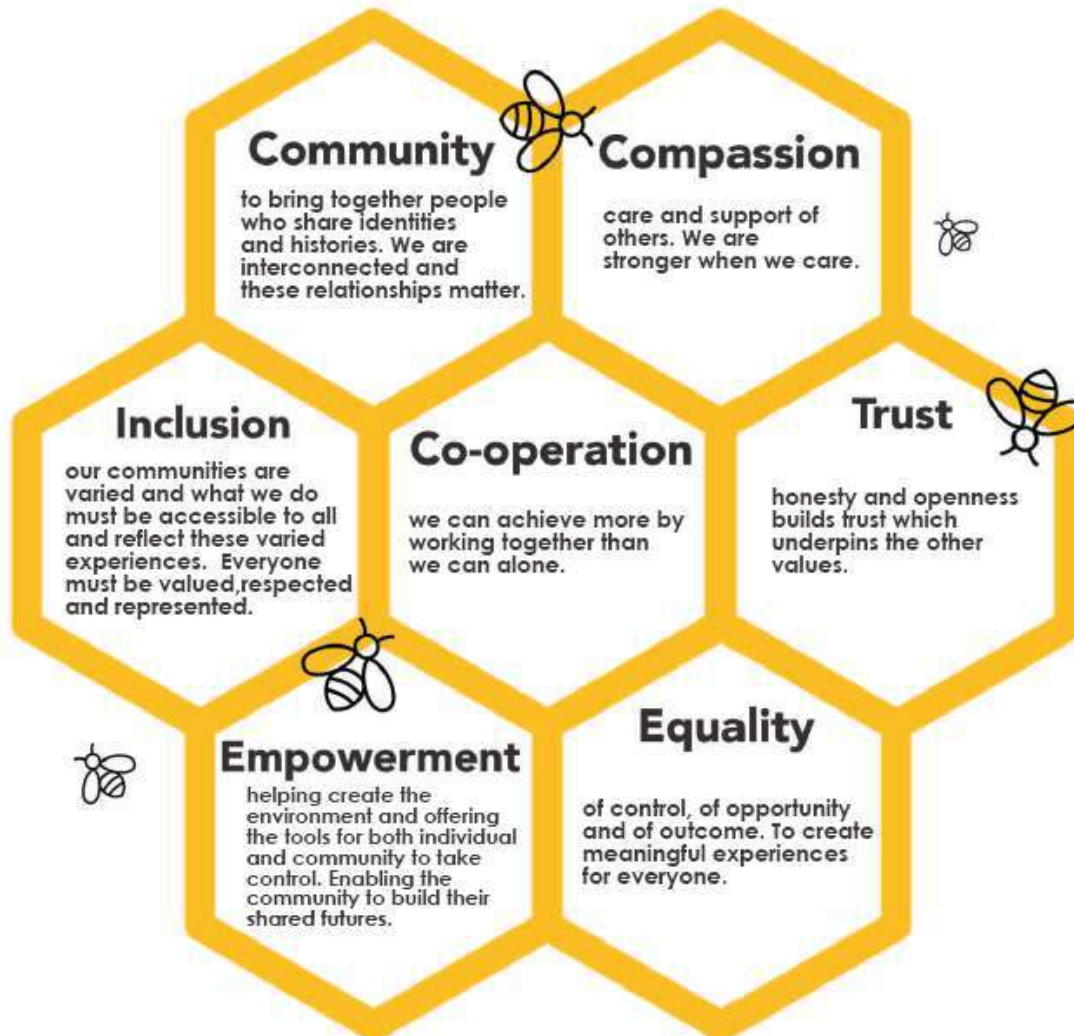 Community
to bring together people
who share identities
and histories. We are
interconnected and
these relationships matter.
Compassion
care and support of
others. We are
stronger when we care.
Inclusion
our communities are
varied and what we do
must be accessible to all
and reflect these varied
experiences.  Everyone
must be valued,respected
and represented.
Co-operation
we can achieve more by
working together than
we can alone.
Trust
honesty and openness
builds trust which
underpins the other
values.
Empowerment
helping create the
environment and offering
the tools for both individual
and community to take
control. Enabling the
community to build their
shared futures.
Equality
of control, of opportunity
and of outcome. To create
meaningful experiences
for everyone.